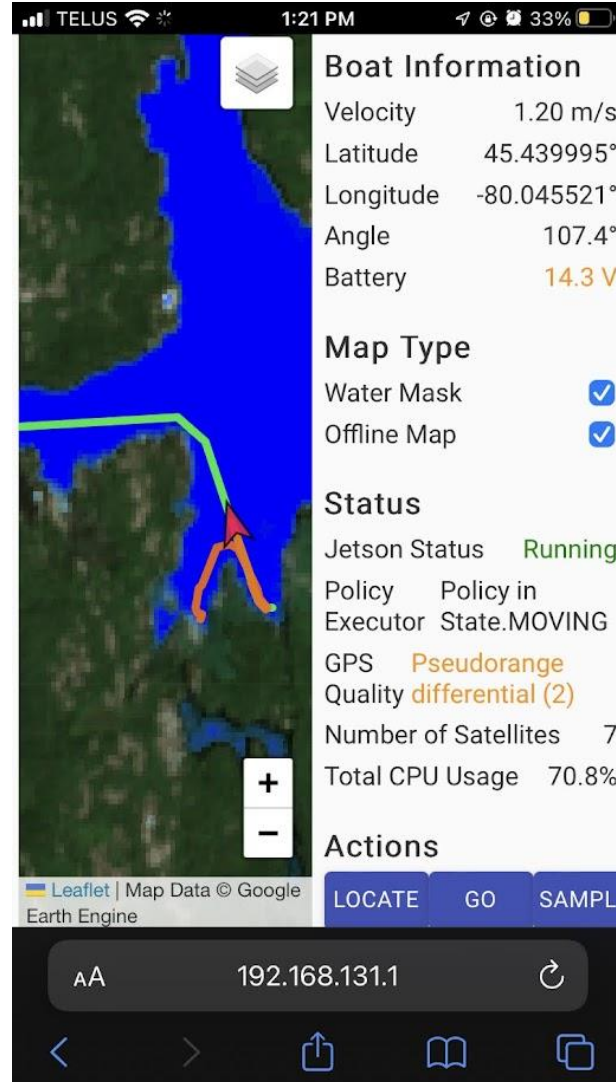 TELUS 1:21 PM 33%
Boat Information
Velocity 1.20 m/s
Latitude 45.439995°
Longitude -80.045521°
Angle 107.4°
Battery 14.3 V
Map Type
Water Mask
Offline Map
Status
Jetson Status Running
Policy Policy in
Executor State.MOVING
GPS Pseudorange
Quality differential (2)
Number of Satellites 7
Total CPU Usage 70.8%
+
−
Actions
Leaflet | Map Data © Google
Earth Engine
LOCATE GO SAMPL
AA 192.168.131.1